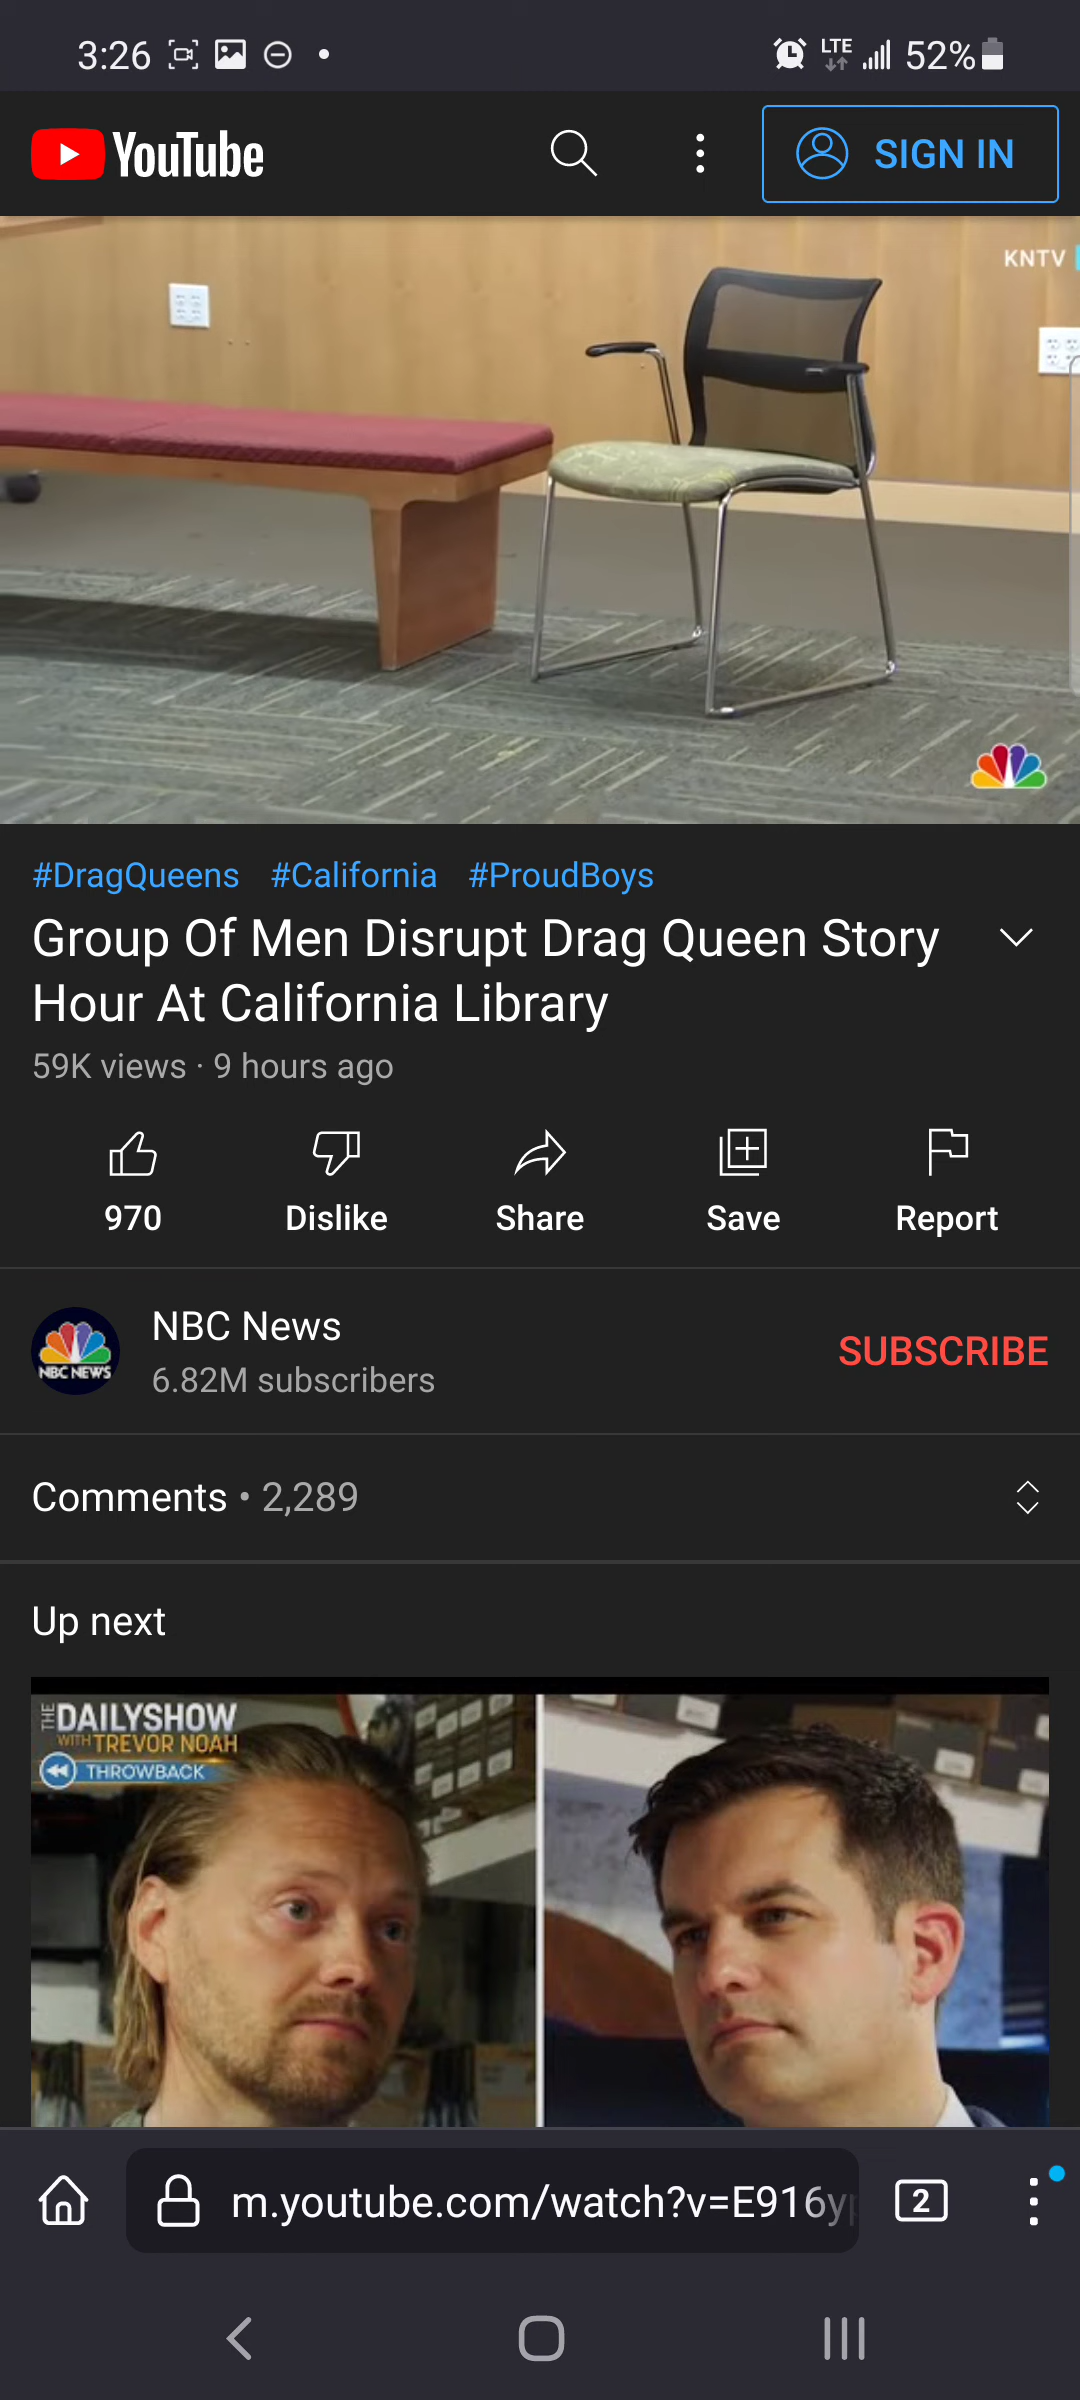 3:26
LTE
52%
YouTube
SIGN IN
KNTV
#DragQueens #California #ProudBoys
Group Of Men Disrupt Drag Queen Story
Hour At California Library
59K views · 9 hours ago
970
Dislike
Share
Save
Report
NBC NEWS
NBC News
6.82M subscribers
SUBSCRIBE
Comments • 2,289
Up next
THE DAILYSHOW
WITH TREVOR NOAH
THROWBACK
m.youtube.com/watch?v=E916y
2